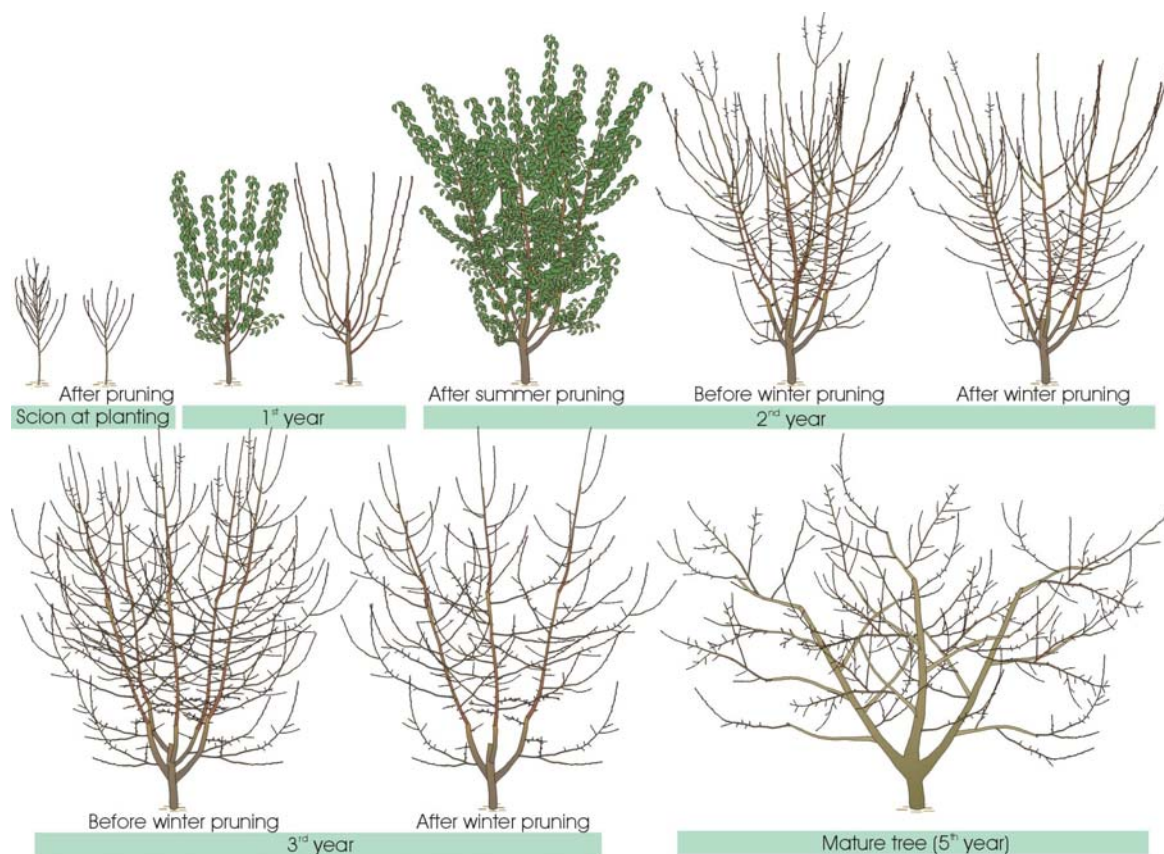 After pruning
Scion at planting
1st year
After summer pruning
Before winter pruning
After winter pruning
2nd year
Before winter pruning
After winter pruning
3rd year
Mature tree (5th year)